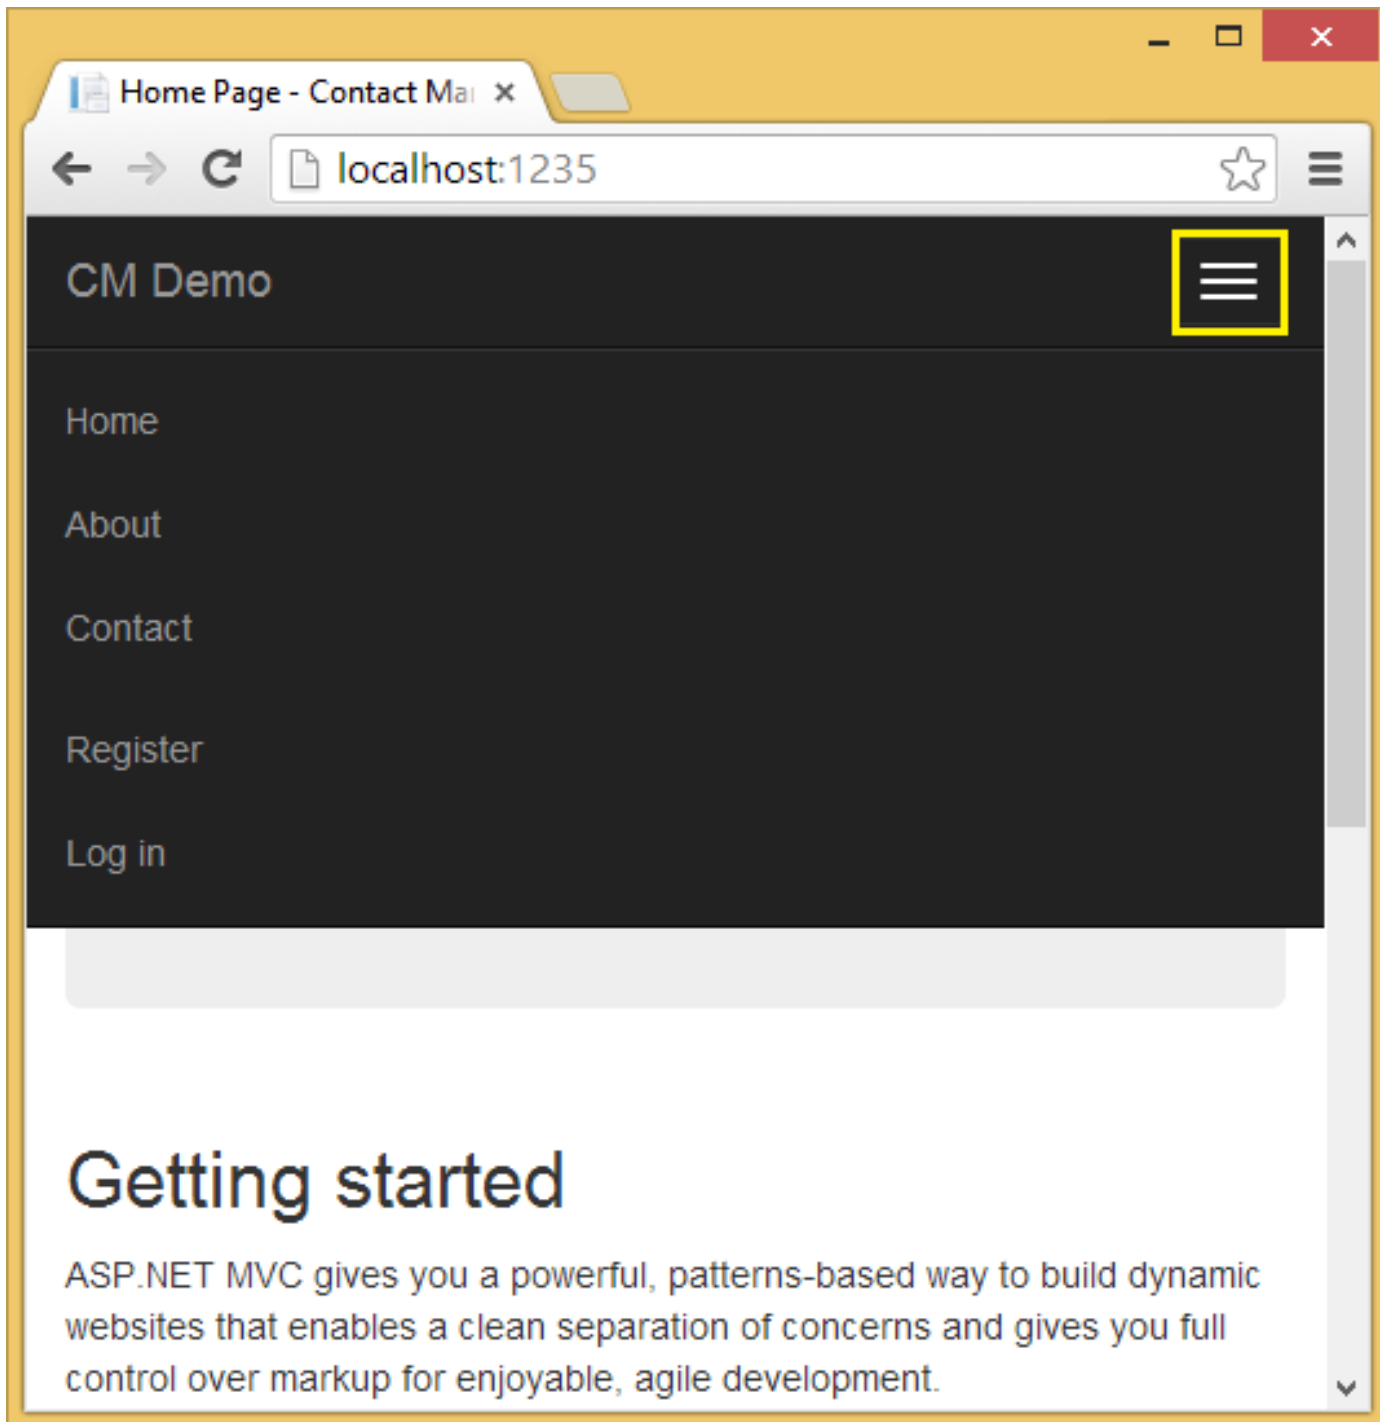 Home Page - Contact Ma
localhost:1235
CM Demo
Home
About
Contact
Register
Log in
Getting started
ASP.NET MVC gives you a powerful, patterns-based way to build dynamic
websites that enables a clean separation of concerns and gives you full
control over markup for enjoyable, agile development.